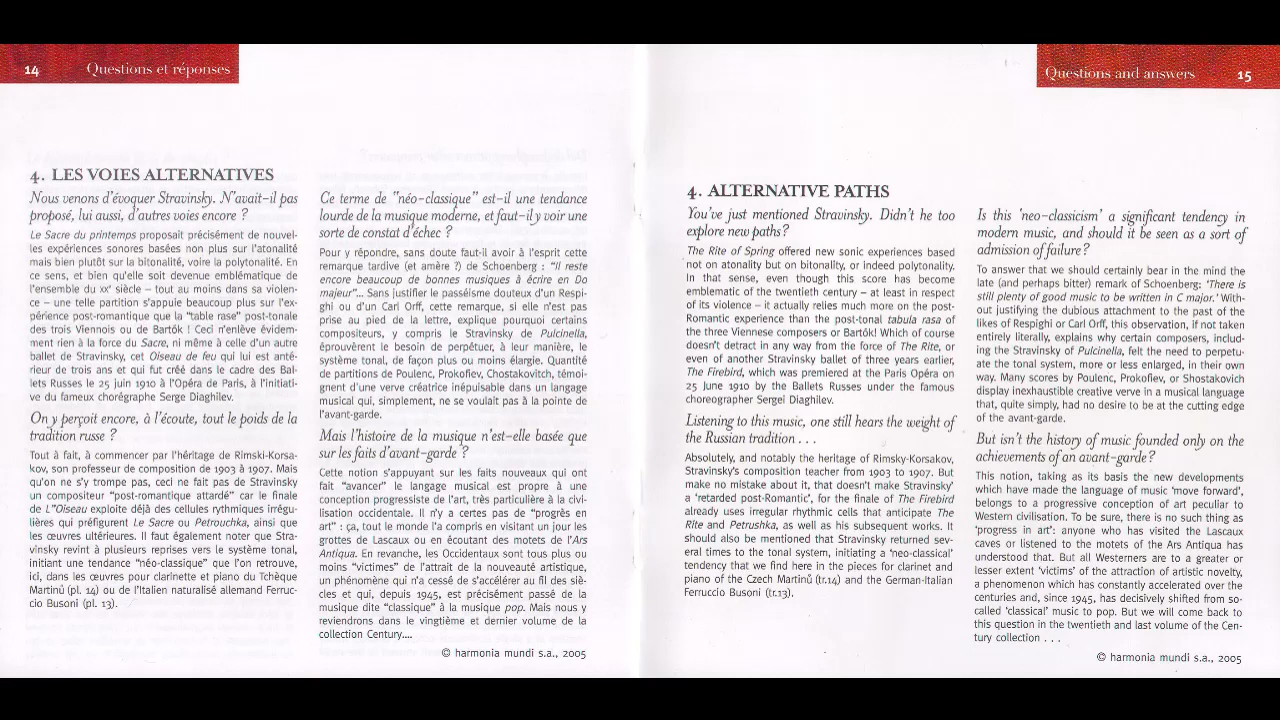 14 Questions et réponses
4. LES VOIES ALTERNATIVES
Nous venons d'évoquer Stravinsky. N'avait-il pas
proposé, lui aussi, d'autres voies encore ?
Le Sacre du printemps proposait précisément de nouvel-
les expériences sonores basées non plus sur l'atonalité
mais bien plutôt sur la bitonalité, voire la polytonalité. En
ce sens, et bien qu'elle soit devenue emblématique de
l'ensemble du XXe siècle – tout au moins dans sa violen-
ce – une telle partition s'appuie beaucoup plus sur l'ex-
périence post-romantique que la "table rase" post-tonale
des trois Viennois ou de Bartók ! Ceci n'enlève évidem-
ment rien à la force du Sacre, ni même à celle d'un autre
ballet de Stravinsky, cet Oiseau de feu qui lui est anté-
rieur de trois ans et qui fut créé dans le cadre des Bal-
lets Russes le 25 juin 1910 à l'Opéra de Paris, à l'initiati-
ve du fameux chorégraphe Serge Diaghilev.
On y perçoit encore, à l'écoute, tout le poids de la
tradition russe ?
Tout à fait, à commencer par l'héritage de Rimski-Korsa-
kov, son professeur de composition de 1903 à 1907. Mais
qu'on ne s'y trompe pas, ceci ne fait pas de Stravinsky
un compositeur "post-romantique attardé" car le finale
de L"Oiseau exploite déjà des cellules rythmiques irrégu-
lières qui préfigurent Le Sacre ou Petrouchka, ainsi que
les œuvres ultérieures. Il faut également noter que Stra-
vinsky revint à plusieurs reprises vers le système tonal,
initiant une tendance "néo-classique" que l'on retrouve,
ici, dans les œuvres pour clarinette et piano du Tchèque
Martinů (pl. 14) ou de l'Italien naturalisé allemand Ferruc-
cio Busoni (pl. 13).
Ce terme de "néo-classique" est-il une tendance
lourde de la musique moderne, et faut-il y voir une
sorte de constat d'échec ?
Pour y répondre, sans doute faut-il avoir à l'esprit cette
remarque tardive (et amère ?) de Schoenberg : "Il reste
encore beaucoup de bonnes musiques à écrire en Do
majeur"... Sans justifier le passéisme douteux d'un Respi-
ghi ou d'un Carl Orff, cette remarque, si elle n'est pas
prise au pied de la lettre, explique pourquoi certains
compositeurs, y compris le Stravinsky de Pulcinella,
éprouvèrent le besoin de perpétuer, à leur manière, le
système tonal, de façon plus ou moins élargie. Quantité
de partitions de Poulenc, Prokofiev, Chostakovitch, témoi-
gnent d'une verve créatrice inépuisable dans un langage
musical qui, simplement, ne se voulait pas à la pointe de
l'avant-garde.
Mais l'histoire de la musique n'est-elle basée que
sur les faits d'avant-garde ?
Cette notion s'appuyant sur les faits nouveaux qui ont
fait "avancer" le langage musical est propre à une
conception progressiste de l'art, très particulière à la civi-
lisation occidentale. Il n'y a certes pas de "progrès en
art" : ça, tout le monde l'a compris en visitant un jour les
grottes de Lascaux ou en écoutant des motets de l'Ars
Antiqua. En revanche, les Occidentaux sont tous plus ou
moins "victimes" de l'attrait de la nouveauté artistique,
un phénomène qui n'a cessé de s'accélérer au fil des siè-
cles et qui, depuis 1945, est précisément passé de la
musique dite "classique" à la musique pop. Mais nous y
reviendrons dans le vingtième et dernier volume de la
collection Century....
© harmonia mundi s.a., 2005
Questions and answers 15
4. ALTERNATIVE PATHS
You've just mentioned Stravinsky. Didn't he too
explore new paths?
The Rite of Spring offered new sonic experiences based
not on atonality but on bitonality, or indeed polytonality.
In that sense, even though this score has become
emblematic of the twentieth century – at least in respect
of its violence – it actually relies much more on the post-
Romantic experience than the post-tonal tabula rasa of
the three Viennese composers or Bartók! Which of course
doesn't detract in any way from the force of The Rite, or
even of another Stravinsky ballet of three years earlier,
The Firebird, which was premiered at the Paris Opéra on
25 June 1910 by the Ballets Russes under the famous
choreographer Sergei Diaghilev.
Listening to this music, one still hears the weight of
the Russian tradition . . .
Absolutely, and notably the heritage of Rimsky-Korsakov,
Stravinsky's composition teacher from 1903 to 1907. But
make no mistake about it, that doesn't make Stravinsky'
a 'retarded post-Romantic', for the finale of The Firebird
already uses irregular rhythmic cells that anticipate The
Rite and Petrushka, as well as his subsequent works. It
should also be mentioned that Stravinsky returned sev-
eral times to the tonal system, initiating a 'neo-classical'
tendency that we find here in the pieces for clarinet and
piano of the Czech Martinů (tr.14) and the German-Italian
Ferruccio Busoni (tr.13).
Is this 'neo-classicism' a significant tendency in
modern music, and should it be seen as a sort of
admission of failure?
To answer that we should certainly bear in the mind the
late (and perhaps bitter) remark of Schoenberg: 'There is
still plenty of good music to be written in C major.' With-
out justifying the dubious attachment to the past of the
likes of Respighi or Carl Orff, this observation, if not taken
entirely literally, explains why certain composers, includ-
ing the Stravinsky of Pulcinella, felt the need to perpetu-
ate the tonal system, more or less enlarged, in their own
way. Many scores by Poulenc, Prokofiev, or Shostakovich
display inexhaustible creative verve in a musical language
that, quite simply, had no desire to be at the cutting edge
of the avant-garde.
But isn't the history of music founded only on the
achievements of an avant-garde?
This notion, taking as its basis the new developments
which have made the language of music 'move forward',
belongs to a progressive conception of art peculiar to
Western civilisation. To be sure, there is no such thing as
'progress in art': anyone who has visited the Lascaux
caves or listened to the motets of the Ars Antiqua has
understood that. But all Westerners are to a greater or
lesser extent 'victims' of the attraction of artistic novelty,
a phenomenon which has constantly accelerated over the
centuries and, since 1945, has decisively shifted from so-
called 'classical' music to pop. But we will come back to
this question in the twentieth and last volume of the Cen-
tury collection . . .
© harmonia mundi s.a., 2005